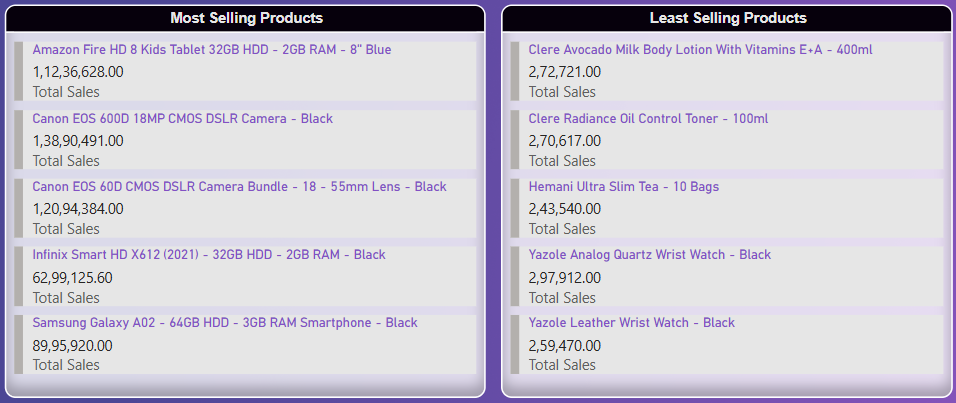 Most Selling Products
Amazon Fire HD 8 Kids Tablet 32GB HDD - 2GB RAM - 8" Blue
1,12,36,628.00
Total Sales
Canon EOS 600D 18MP CMOS DSLR Camera - Black
1,38,90,491.00
Total Sales
Canon EOS 60D CMOS DSLR Camera Bundle - 18 - 55mm Lens - Black
1,20,94,384.00
Total Sales
Infinix Smart HD X612 (2021) - 32GB HDD - 2GB RAM - Black
62,99,125.60
Total Sales
Samsung Galaxy A02 - 64GB HDD - 3GB RAM Smartphone - Black
89,95,920.00
Total Sales
Least Selling Products
Clere Avocado Milk Body Lotion With Vitamins E+A - 400ml
2,72,721.00
Total Sales
Clere Radiance Oil Control Toner - 100ml
2,70,617.00
Total Sales
Hemani Ultra Slim Tea - 10 Bags
2,43,540.00
Total Sales
Yazole Analog Quartz Wrist Watch - Black
2,97,912.00
Total Sales
Yazole Leather Wrist Watch - Black
2,59,470.00
Total Sales